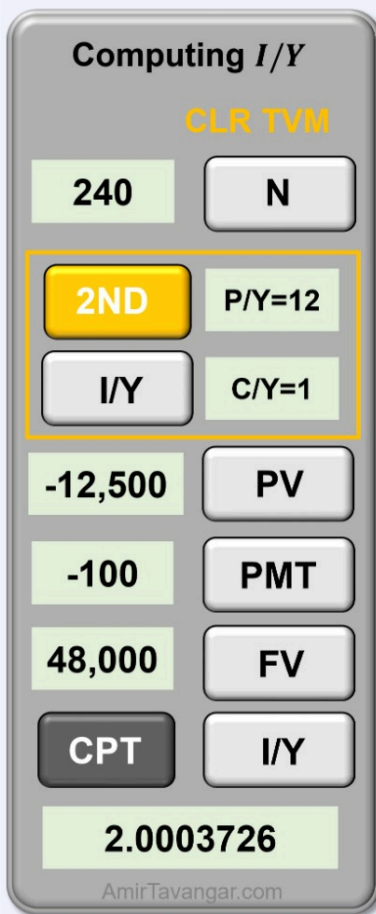 Computing I/Y
CLR TVM
240 N
2ND P/Y=12
I/Y C/Y=1
-12,500 PV
-100 PMT
48,000 FV
CPT I/Y
2.0003726
AmirTavangar.com